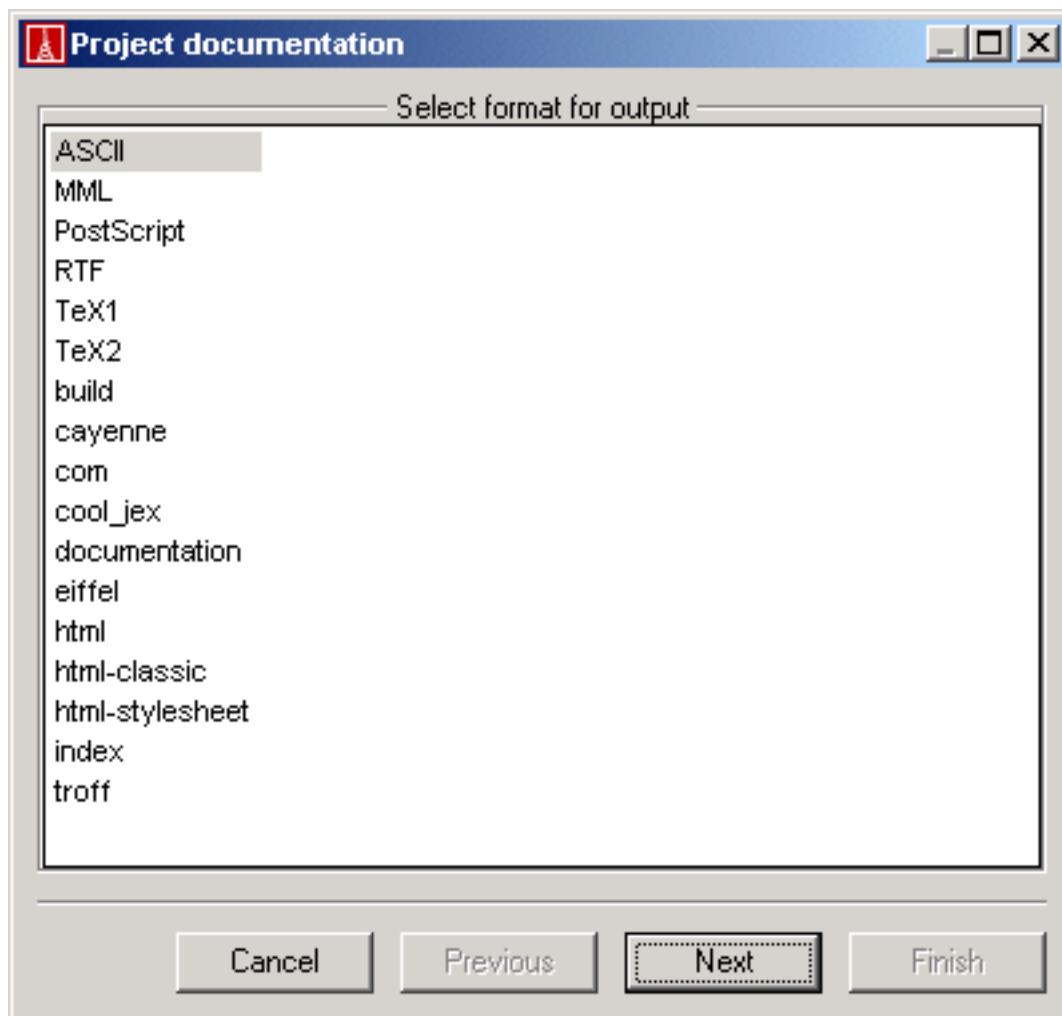 Project documentation
Select format for output
ASCII
MML
PostScript
RTF
TeX1
TeX2
build
cayenne
com
cool_jex
documentation
eiffel
html
html-classic
html-stylesheet
index
troff
Cancel Previous Next Finish